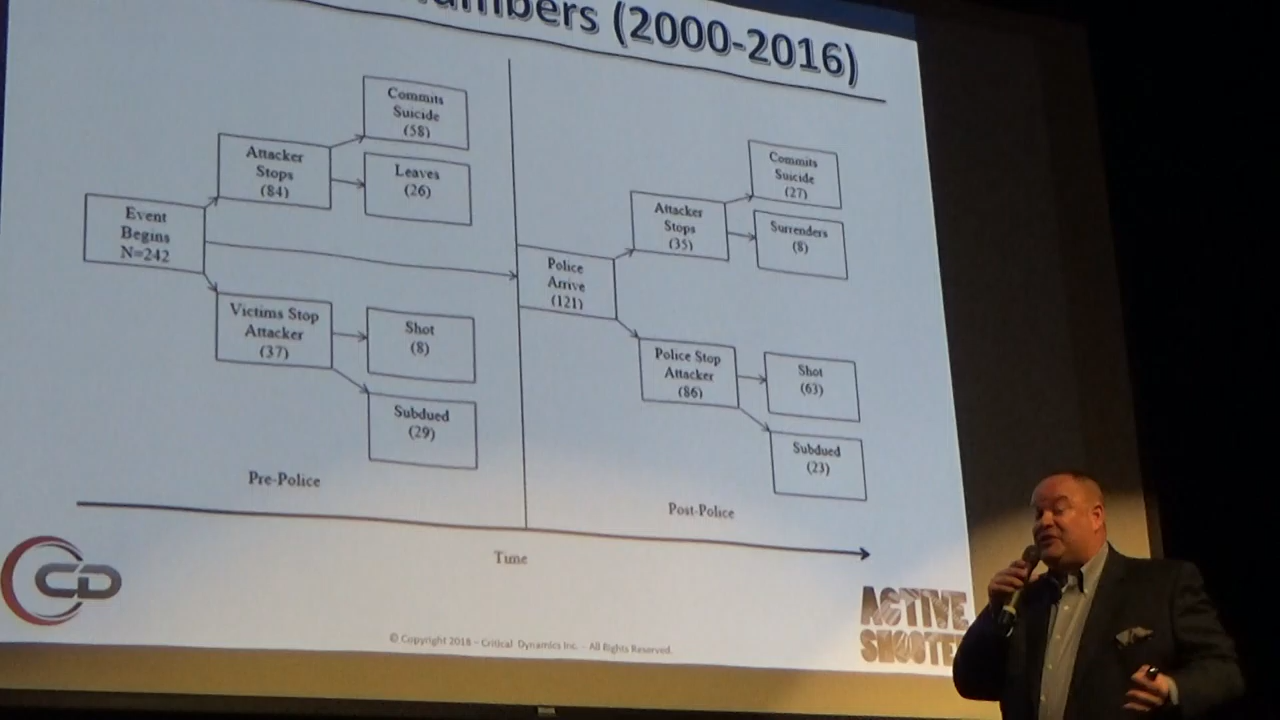 (2000-2016)
Commits
Suicide
(58)
Attacker
Stops
(84)
Leaves
(26)
Event
Begins
N=242
Victims Stop
Attacker
(37)
Shot
(8)
Subdued
(29)
Pre-Police
Police
Arrive
(121)
Commits
Suicide
(27)
Attacker
Stops
(35)
Surrenders
(8)
Police Stop
Attacker
(86)
Shot
(63)
Subdued
(23)
Post-Police
Time
CD
ACTIVE
SHOOTE
© Copyright 2018 – Critical Dynamics Inc. – All Rights Reserved.